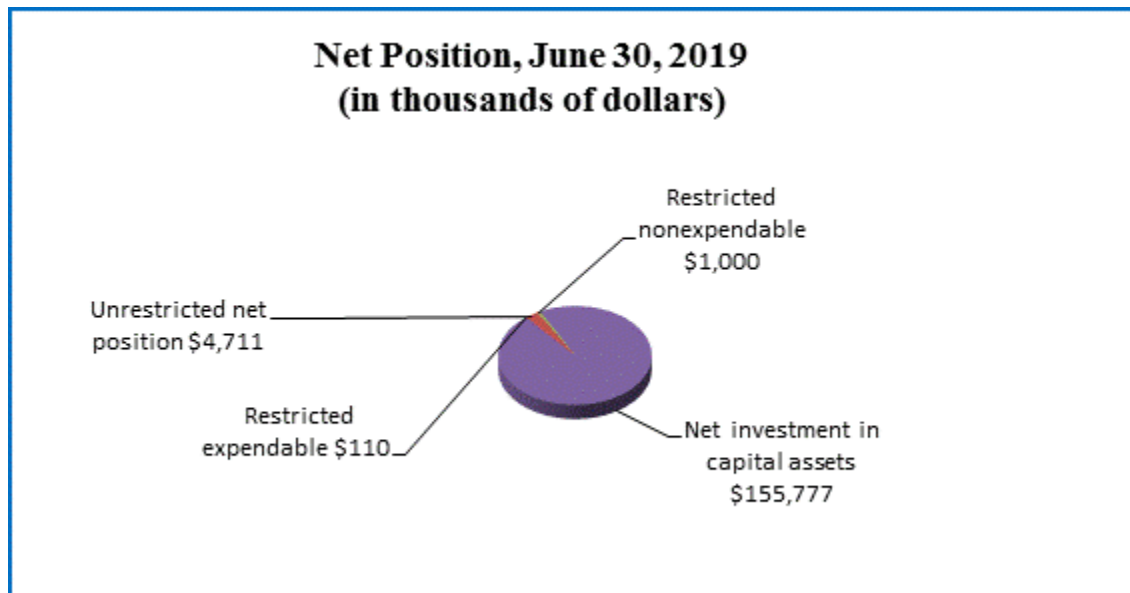 Net Position, June 30, 2019
(in thousands of dollars)
Restricted
nonexpendable
$1,000
Unrestricted net
position $4,711
Restricted
expendable $110
Net investment in
capital assets
$155,777